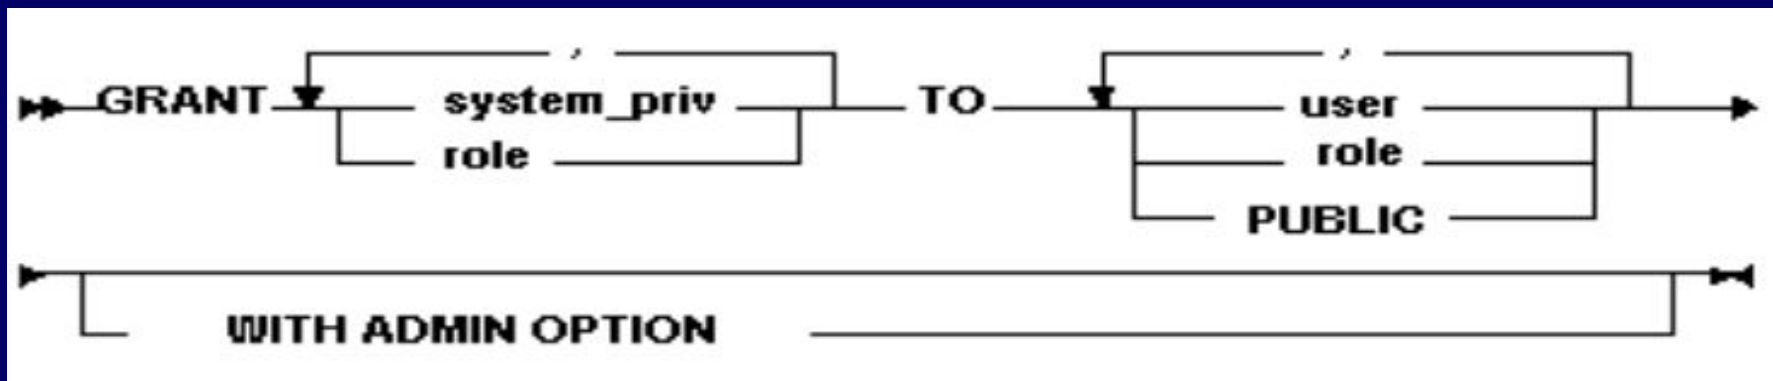 , ,
GRANT system_priv TO user
role role
PUBLIC
WITH ADMIN OPTION